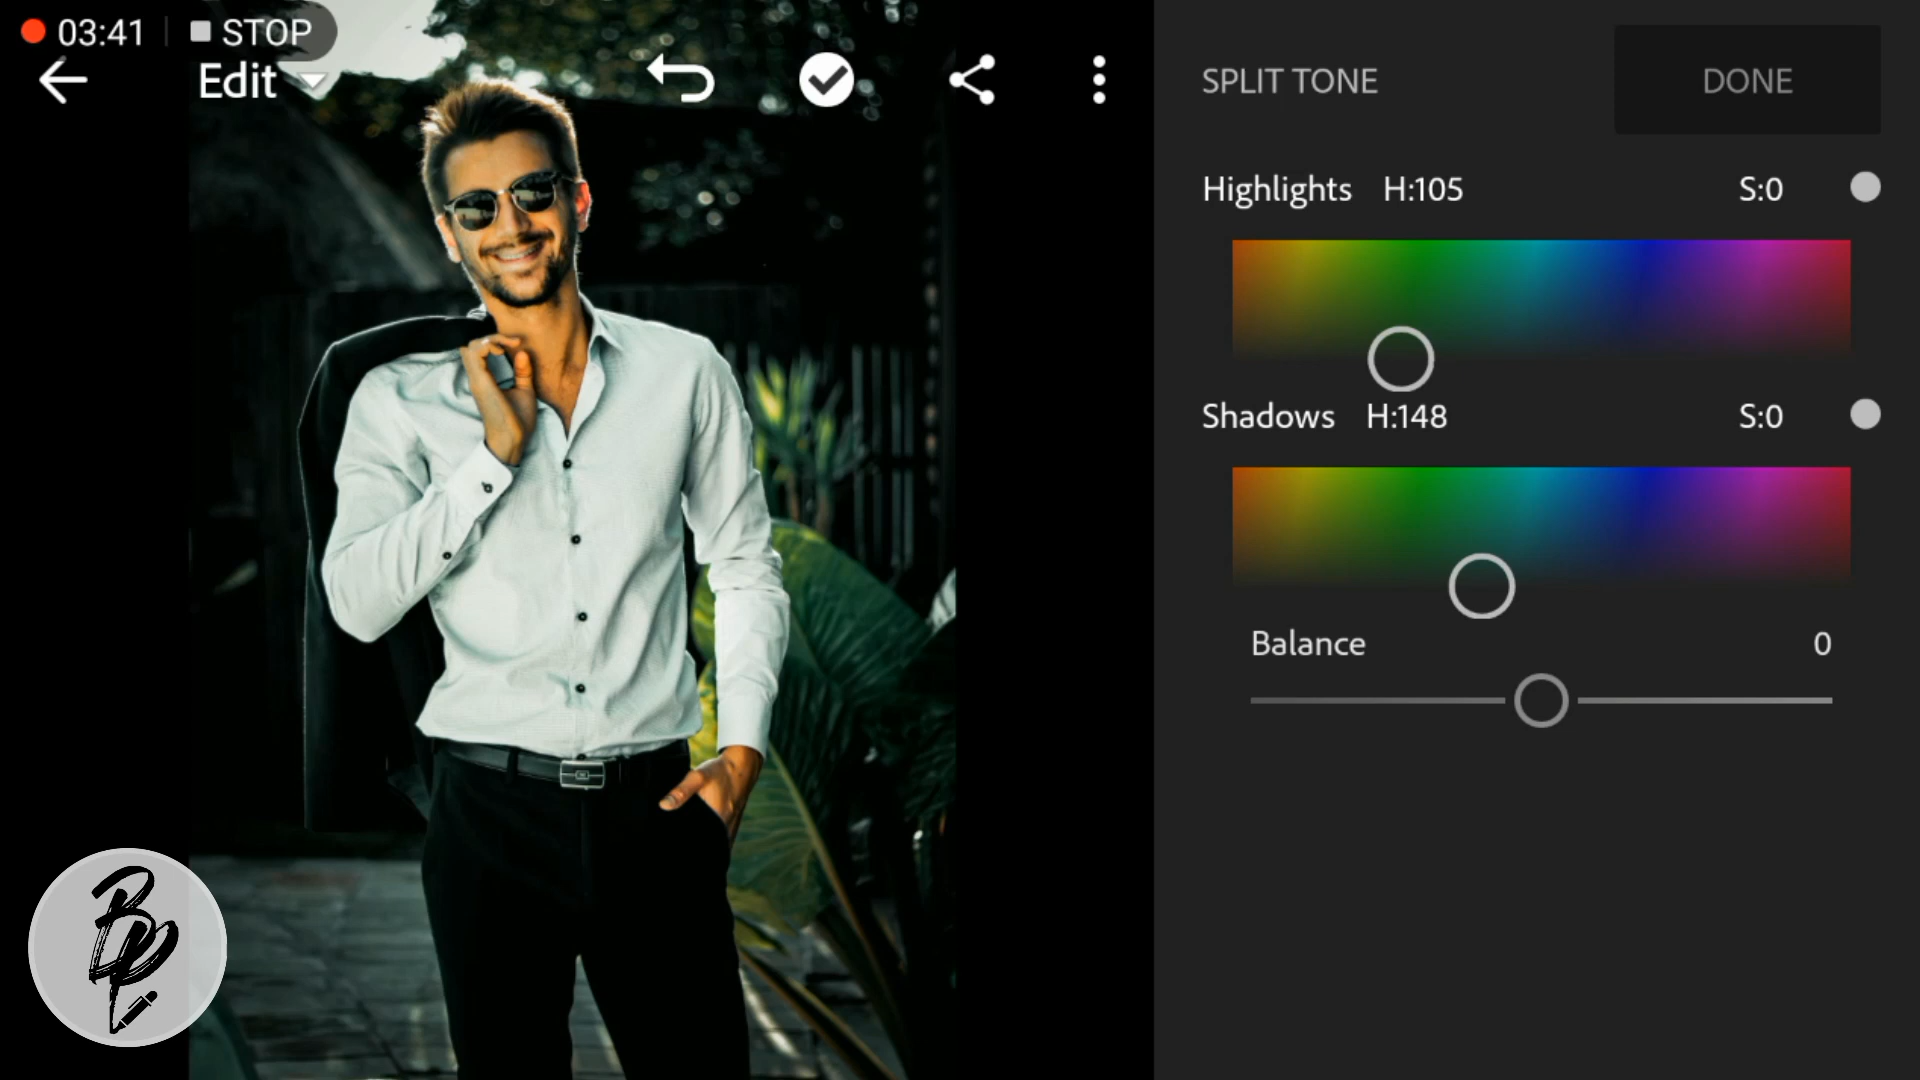 03:41 STOP
Edit
SPLIT TONE
DONE
Highlights H:105 S:0
Shadows H:148 S:0
Balance 0